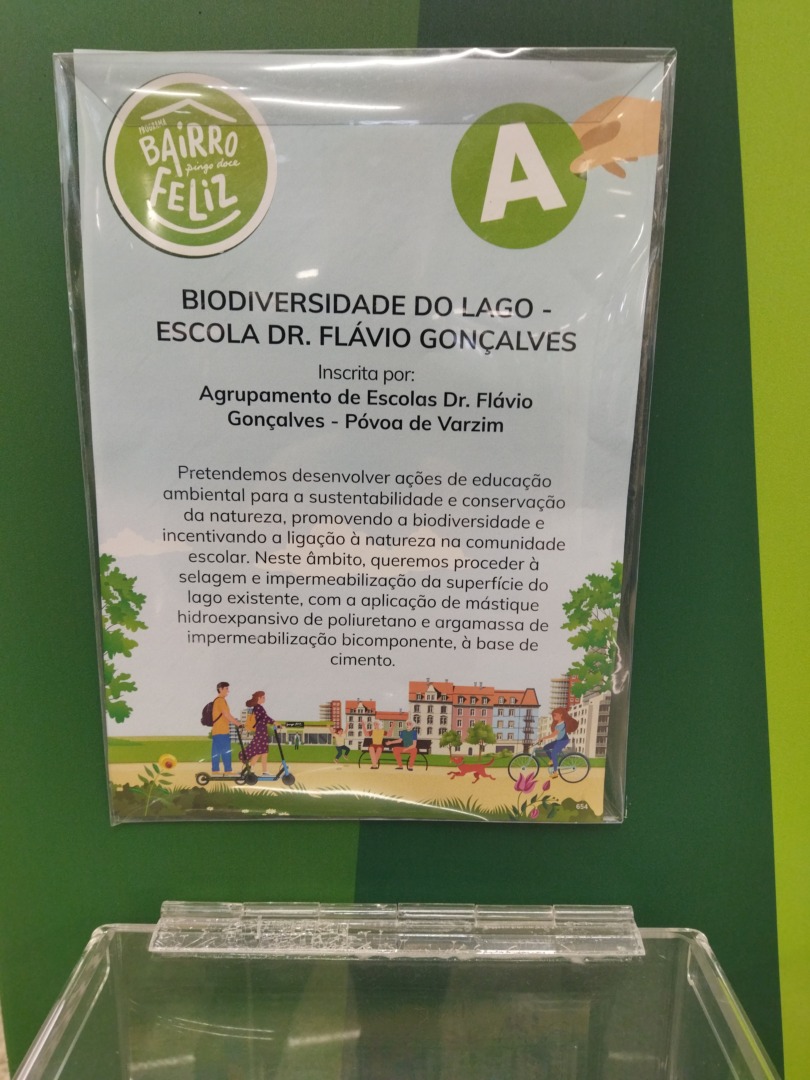 PROGRAMA
BAIRRO
pingo doce
FELIZ
A
BIODIVERSIDADE DO LAGO -
ESCOLA DR. FLÁVIO GONÇALVES
Inscrita por:
Agrupamento de Escolas Dr. Flávio
Gonçalves - Póvoa de Varzim
Pretendemos desenvolver ações de educação
ambiental para a sustentabilidade e conservação
da natureza, promovendo a biodiversidade e
incentivando a ligação à natureza na comunidade
escolar. Neste âmbito, queremos proceder à
selagem e impermeabilização da superfície do
lago existente, com a aplicação de mástique
hidroexpansivo de poliuretano e argamassa de
impermeabilização bicomponente, à base de
cimento.
654